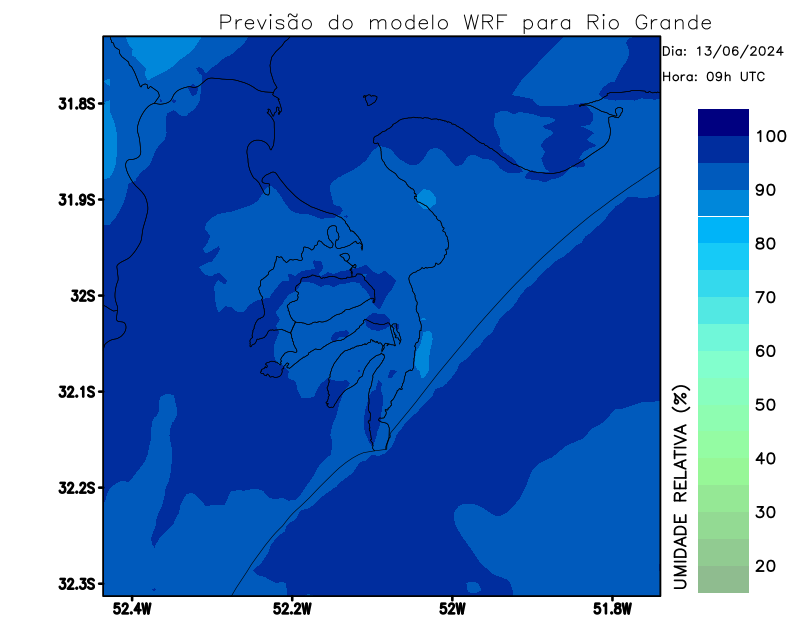 Previsão do modelo WRF para Rio Grande
Dia: 13/06/2024
Hora: 09h UTC
31.8S
31.9S
32S
32.1S
32.2S
32.3S
52.4W
52.2W
52W
51.8W
100
90
80
70
60
50
40
30
20
UMIDADE RELATIVA (%)